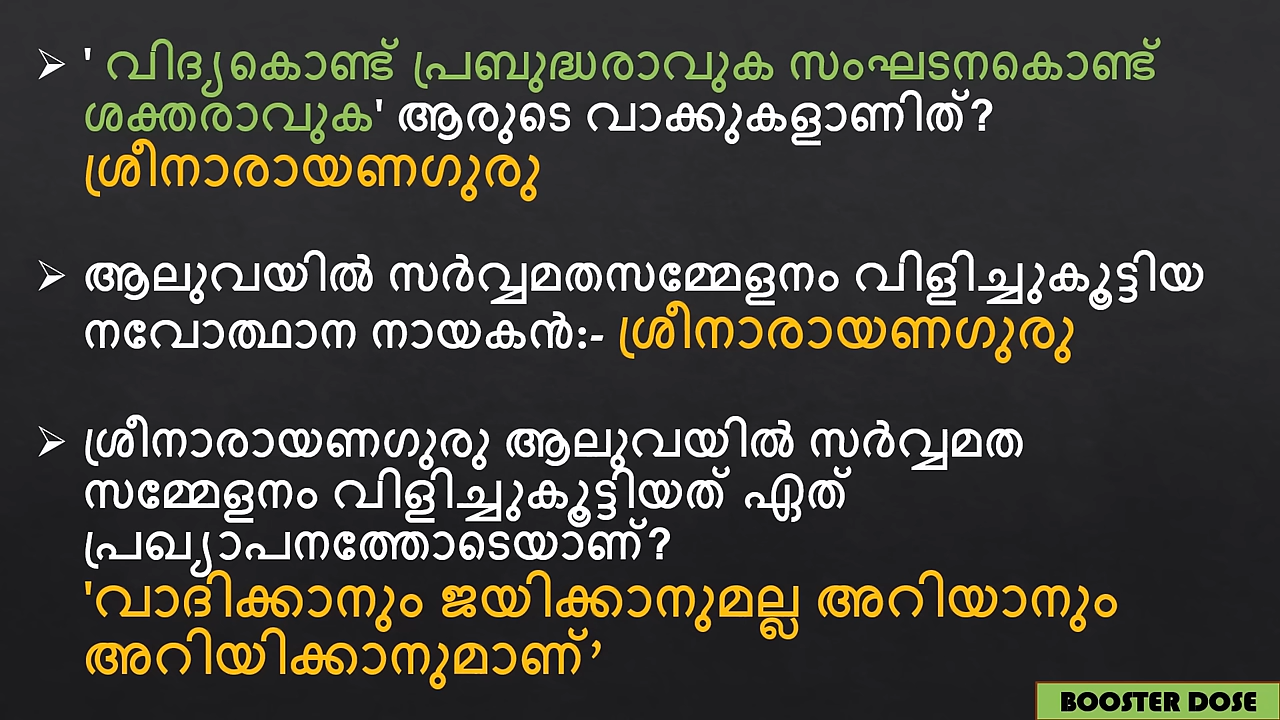 ➢ ' വിദ്യകൊണ്ട് പ്രബുദ്ധരാവുക സംഘടനകൊണ്ട്
ശക്തരാവുക' ആരുടെ വാക്കുകളാണിത്?
ശ്രീനാരായണഗുരു
➢ ആലുവയിൽ സർവ്വമതസമ്മേളനം വിളിച്ചുകൂട്ടിയ
നവോത്ഥാന നായകൻ:- ശ്രീനാരായണഗുരു
➢ ശ്രീനാരായണഗുരു ആലുവയിൽ സർവ്വമത
സമ്മേളനം വിളിച്ചുകൂട്ടിയത് ഏത്
പ്രഖ്യാപനത്തോടെയാണ്?
'വാദിക്കാനും ജയിക്കാനുമല്ല അറിയാനും
അറിയിക്കാനുമാണ്’
BOOSTER DOSE